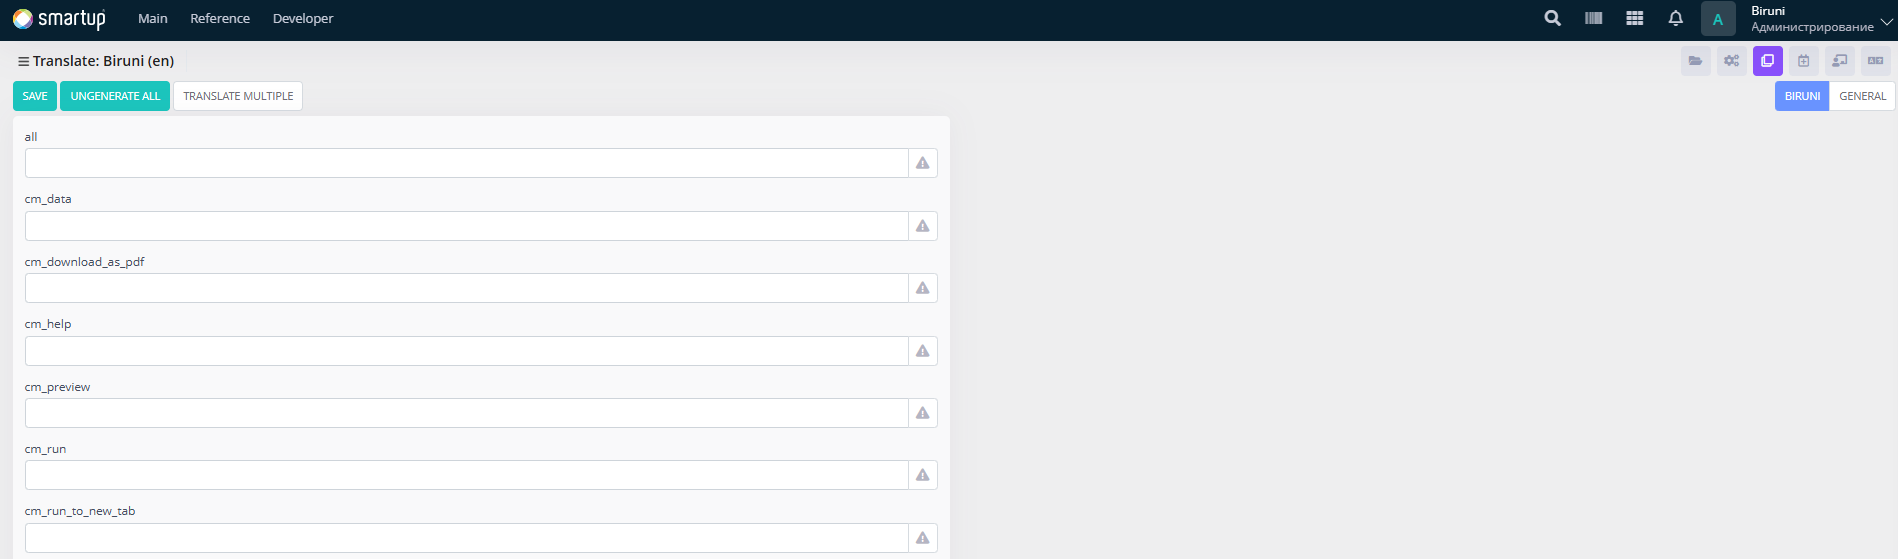 smartup Main Reference Developer
A
Biruni
Администрирование
Translate: Biruni (en)
SAVE UNGENERATE ALL TRANSLATE MULTIPLE
BIRUNI GENERAL
all
cm_data
cm_download_as_pdf
cm_help
cm_preview
cm_run
cm_run_to_new_tab